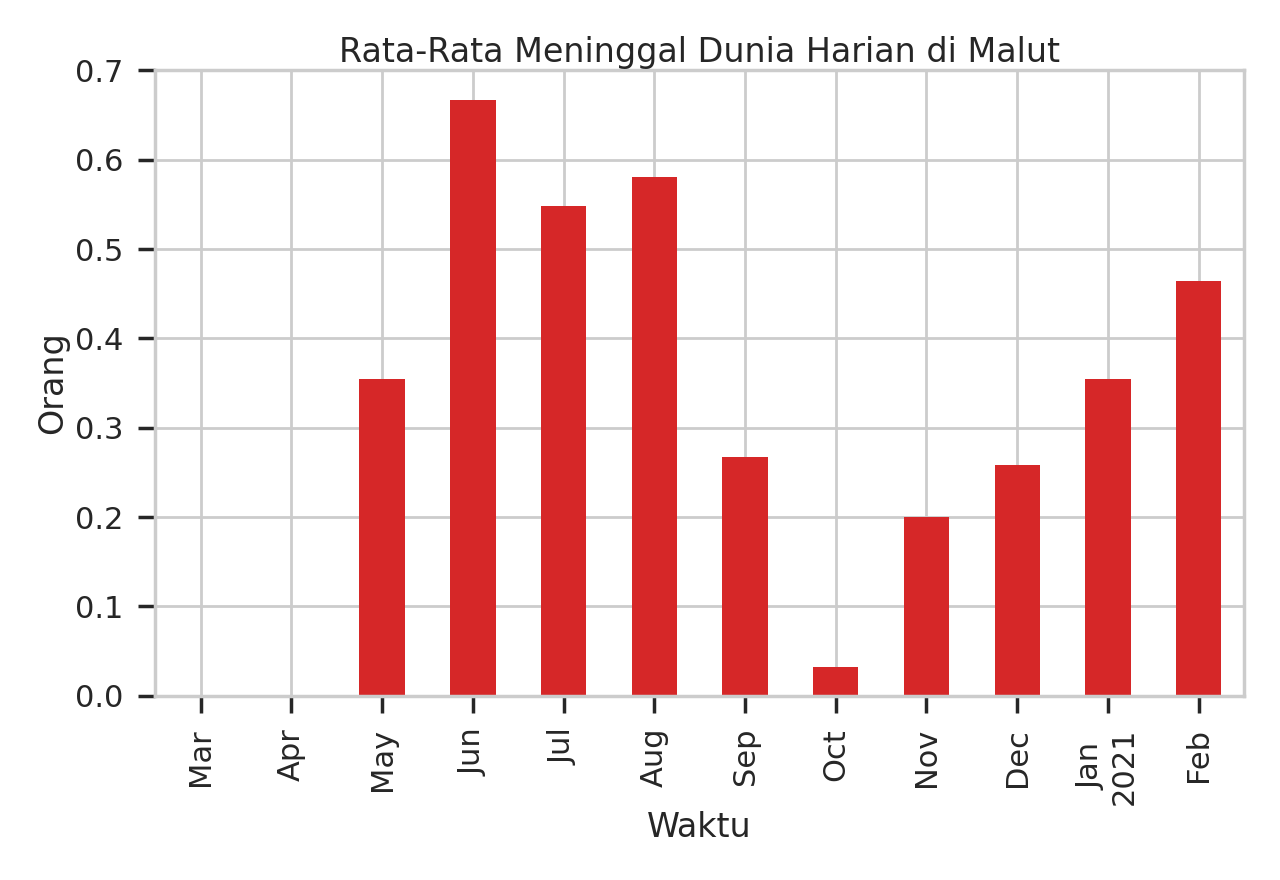 Rata-Rata Meninggal Dunia Harian di Malut
0.7
0.6
0.5
0.4
0.3
0.2
0.1
0.0
Orang
Mar
Apr
May
Jun
Jul
Aug
Sep
Oct
Nov
Dec
Jan
2021
Feb
Waktu